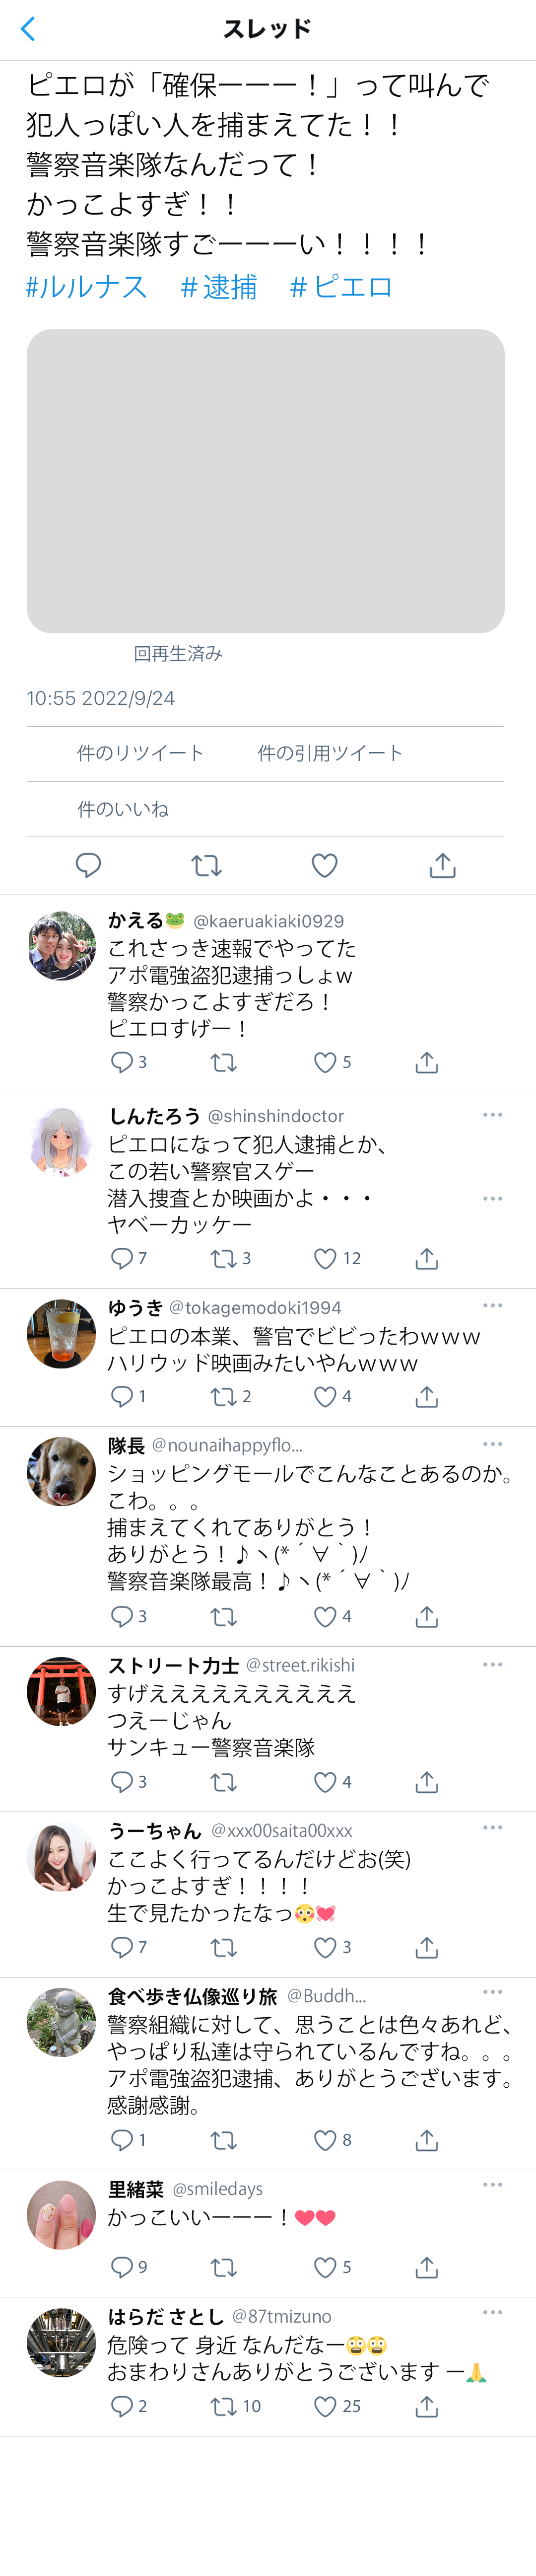 スレッド
ピエロが「確保ーーー！」って叫んで
犯人っぽい人を捕まえてた！！
警察音楽隊なんだって！
かっこよすぎ！！
警察音楽隊すごーーーい！！！！
#ルルナス　#逮捕　#ピエロ
回再生済み
10:55 2022/9/24
件のリツイート　件の引用ツイート
件のいいね
かえる🐸 @kaeruakiaki0929
これさっき速報でやってた
アポ電強盗犯逮捕っしょw
警察かっこよすぎだろ！
ピエロすげー！
3 5
しんたろう @shinshindoctor
ピエロになって犯人逮捕とか、
この若い警察官スゲー
潜入捜査とか映画かよ・・・
ヤベーカッケー
7 3 12
ゆうき @tokagemodoki1994
ピエロの本業、警官でビビったわｗｗｗ
ハリウッド映画みたいやんｗｗｗ
1 2 4
隊長 @nounaihappyflo...
ショッピングモールでこんなことあるのか。
こわ。。。
捕まえてくれてありがとう！
ありがとう！♪ヽ(*´∀｀)ﾉ
警察音楽隊最高！♪ヽ(*´∀｀)ﾉ
3 4
ストリート力士 @street.rikishi
すげええええええええええ
つえーじゃん
サンキュー警察音楽隊
3 4
うーちゃん @xxx00saita00xxx
ここよく行ってるんだけどお(笑)
かっこよすぎ！！！！
生で見たかったなっ😳💓
7 3
食べ歩き仏像巡り旅 @Buddh...
警察組織に対して、思うことは色々あれど、
やっぱり私達は守られているんですね。。。
アポ電強盗犯逮捕、ありがとうございます。
感謝感謝。
1 8
里緒菜 @smiledays
かっこいいーーー！❤❤
9 5
はらだ さとし @87tmizuno
危険って 身近 なんだなー😨😨
おまわりさんありがとうございます ー🙏
2 10 25